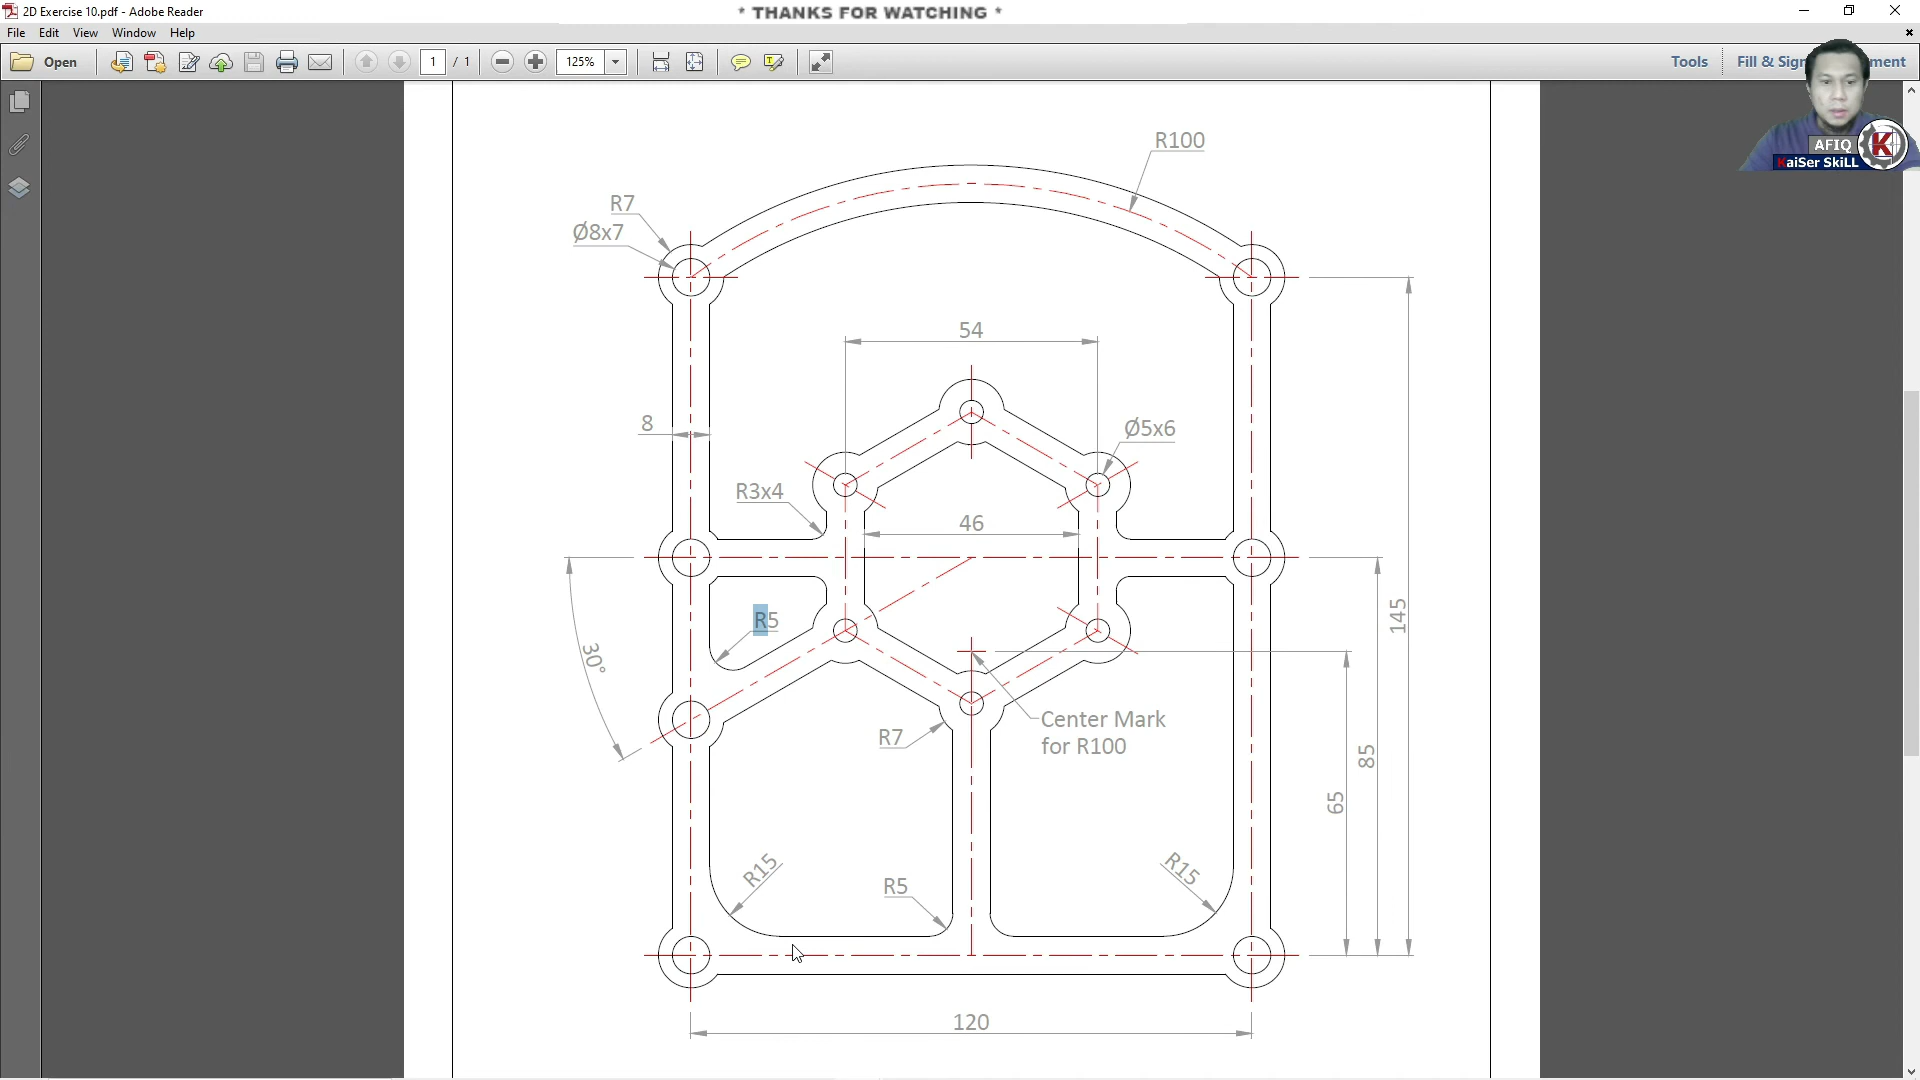 2D Exercise 10.pdf - Adobe Reader
* THANKS FOR WATCHING *
File Edit View Window Help
Open
1 / 1
125%
Tools
Fill & Sign
ment
AFIQ
KaiSer SkiLL
K
R100
R7
Ø8x7
54
8
Ø5x6
R3x4
46
R5
145
30°
Center Mark
for R100
R7
85
65
R15
R15
R5
120